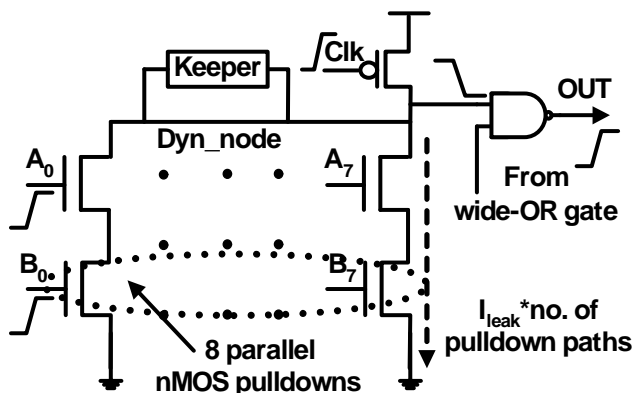 Clk
Keeper
OUT
Dyn_node
A0
A7
From
wide-OR gate
B0
B7
8 parallel
nMOS pulldowns
Ileak*no. of
pulldown paths